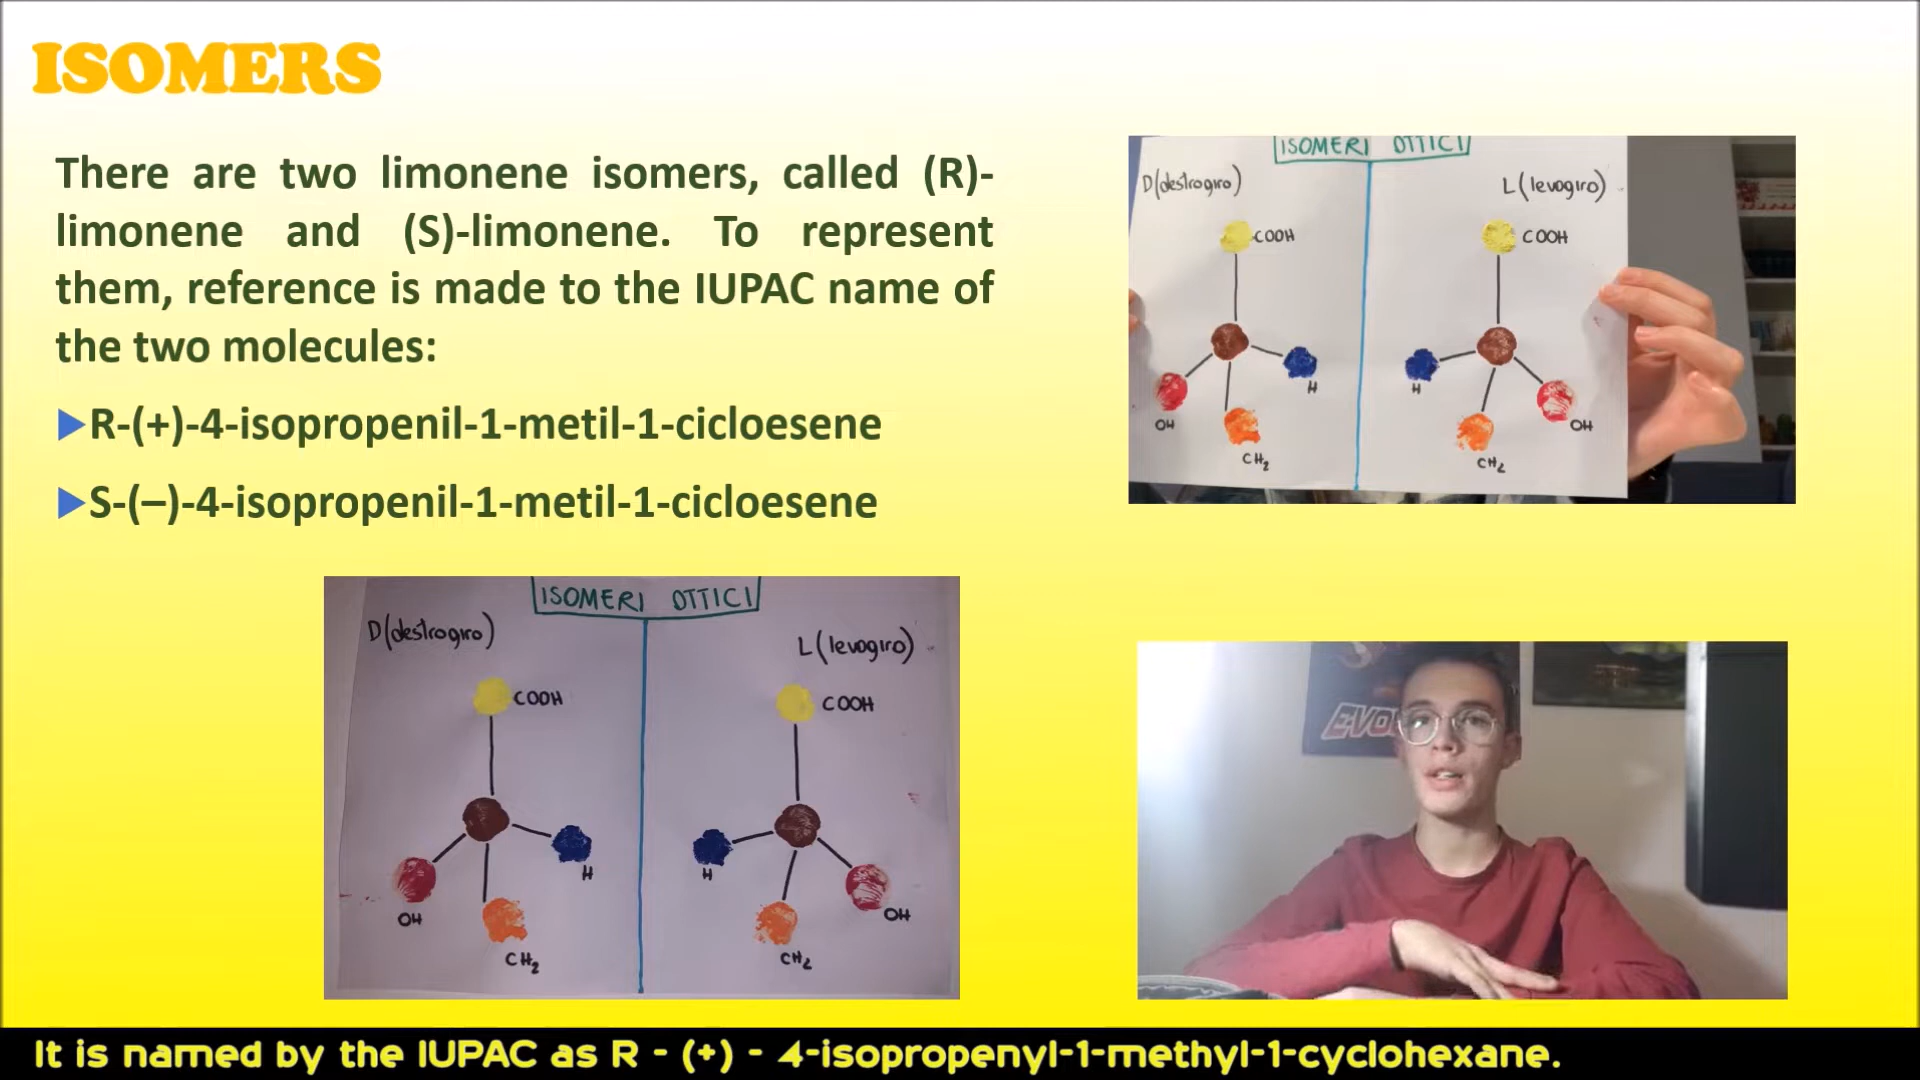 ISOMERS
There are two limonene isomers, called (R)-
limonene and (S)-limonene. To represent
them, reference is made to the IUPAC name of
the two molecules:
R-(+)-4-isopropenil-1-metil-1-cicloesene
S-(–)-4-isopropenil-1-metil-1-cicloesene
ISOMERI OTTICI
D(destrogiro)
L(levogiro)
COOH
COOH
H
H
OH
OH
CH2
CH2
ISOMERI OTTICI
D(destrogiro)
L(levogiro)
COOH
COOH
H
H
OH
OH
CH2
CH2
It is named by the IUPAC as R - (+) - 4-isopropenyl-1-methyl-1-cyclohexane.